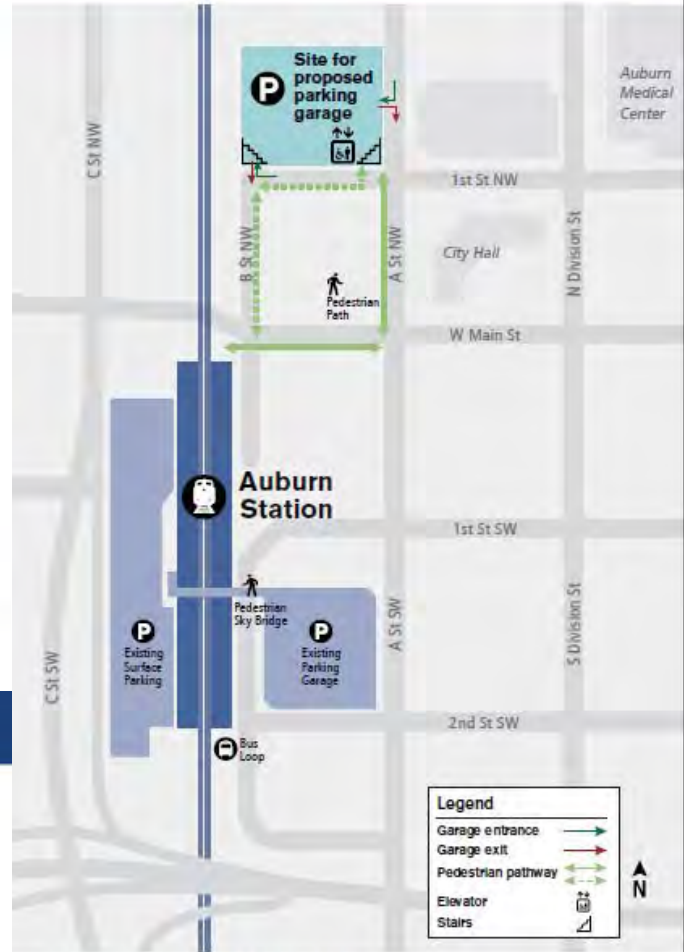 Site for
proposed
parking
garage
P
Auburn
Medical
Center
C St NW
1st St NW
B St NW
A St NW
City Hall
N Division St
Pedestrian
Path
W Main St
Auburn
Station
1st St SW
Pedestrian
Sky Bridge
A St SW
S Division St
P
Existing
Surface
Parking
P
Existing
Parking
Garage
C St SW
2nd St SW
Bus
Loop
Legend
Garage entrance
Garage exit
Pedestrian pathway
Elevator
Stairs
N